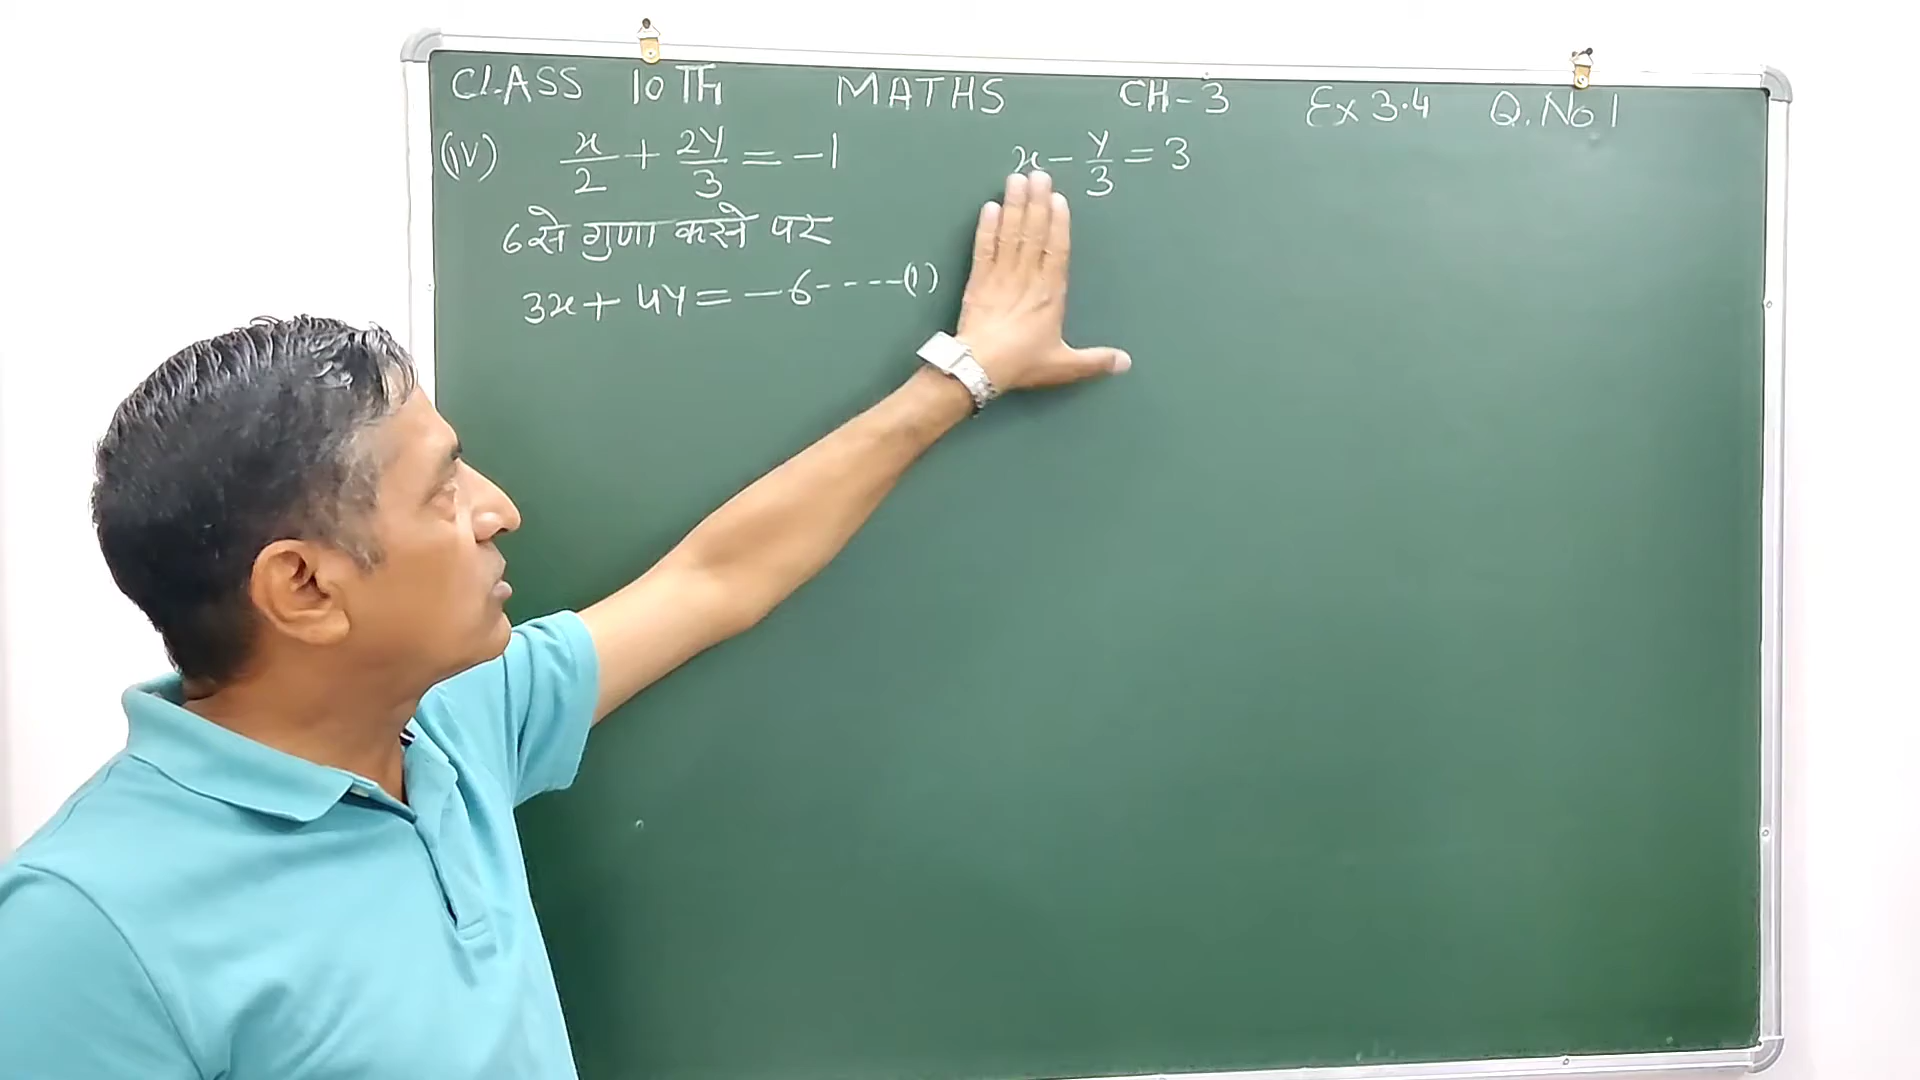 CLASS 10TH MATHS CH-3 Ex 3.4 Q.No 1
(iv) x/2 + 2y/3 = -1 x - y/3 = 3
6 से गुणा करने पर
3x + 4y = -6 ----(1)